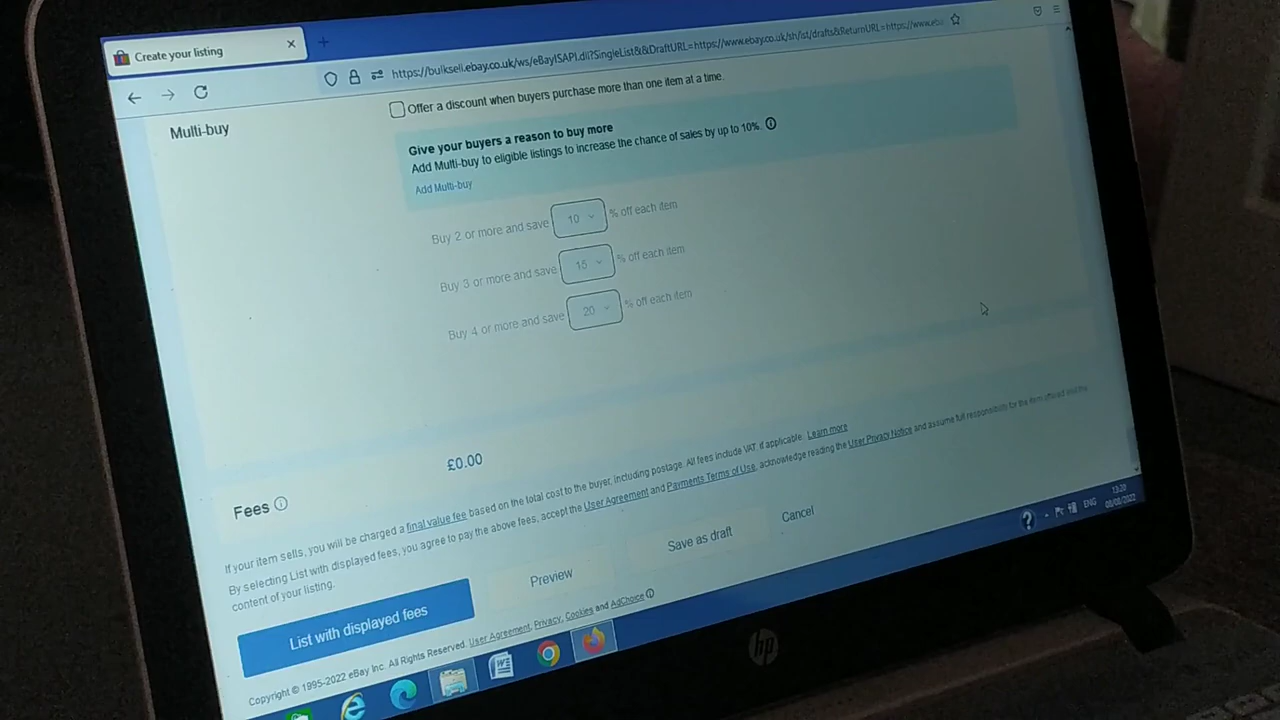 Create your listing
https://bulksell.ebay.co.uk/ws/eBayISAPI.dll?SingleList&&DraftURL=https://www.ebay.co.uk/sh/lst/drafts&ReturnURL=https://www.eba
Multi-buy
Offer a discount when buyers purchase more than one item at a time.
Give your buyers a reason to buy more
Add Multi-buy to eligible listings to increase the chance of sales by up to 10%.
Add Multi-buy
Buy 2 or more and save 10 % off each item
Buy 3 or more and save 15 % off each item
Buy 4 or more and save 20 % off each item
£0.00
Fees
If your item sells, you will be charged a final value fee based on the total cost to the buyer, including postage. All fees include VAT, if applicable. Learn more
By selecting List with displayed fees, you agree to pay the above fees, accept the User Agreement and Payments Terms of Use, acknowledge reading the User Privacy Notice and assume full responsibility for the item offered and the
content of your listing.
List with displayed fees
Preview
Save as draft
Cancel
Copyright © 1995-2022 eBay Inc. All Rights Reserved. User Agreement, Privacy, Cookies and AdChoice
ENG
13:20
08/08/2022
hp